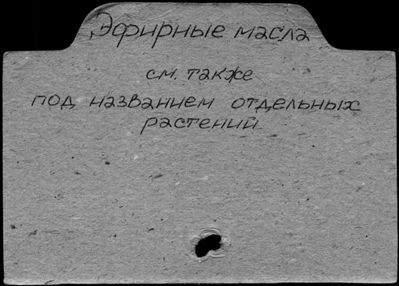 Эфирные масла
см. также
под названием отдельных
растений